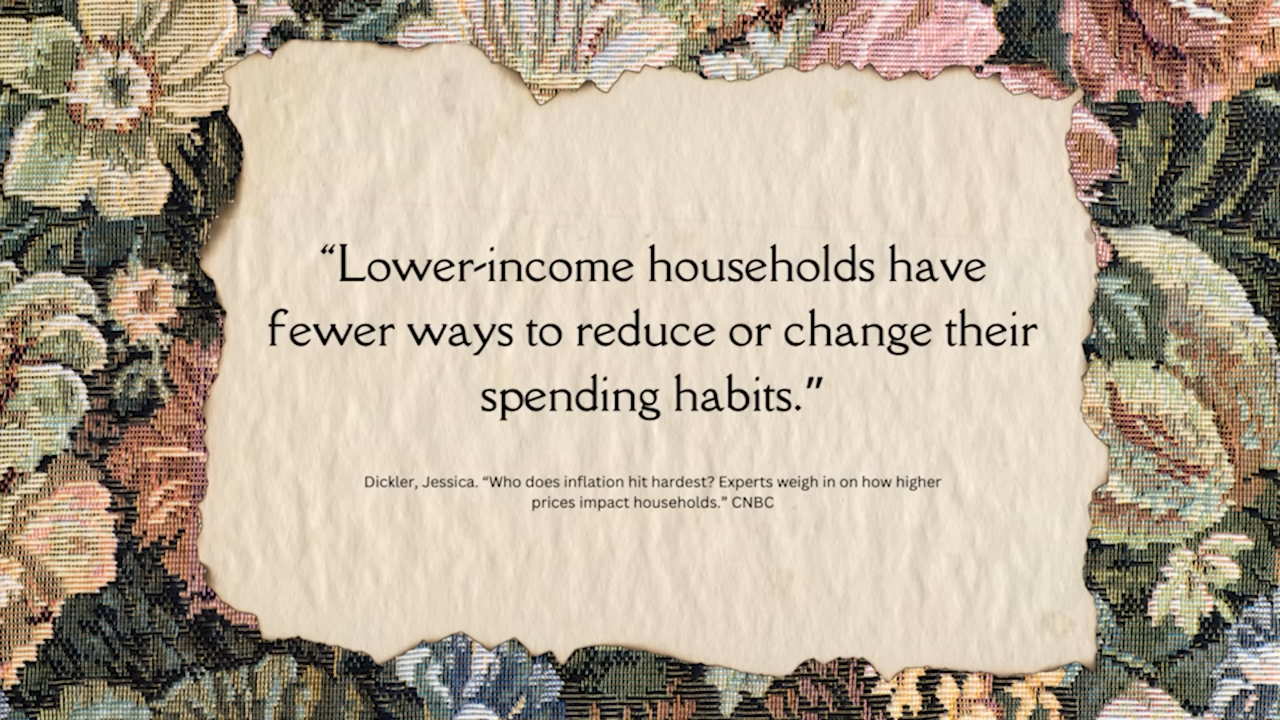 “Lower-income households have
fewer ways to reduce or change their
spending habits."
Dickler, Jessica. “Who does inflation hit hardest? Experts weigh in on how higher
prices impact households.” CNBC